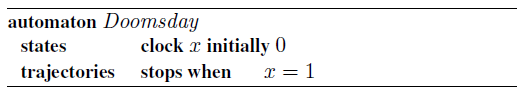 automaton Doomsday
states clock x initially 0
trajectories stops when x = 1